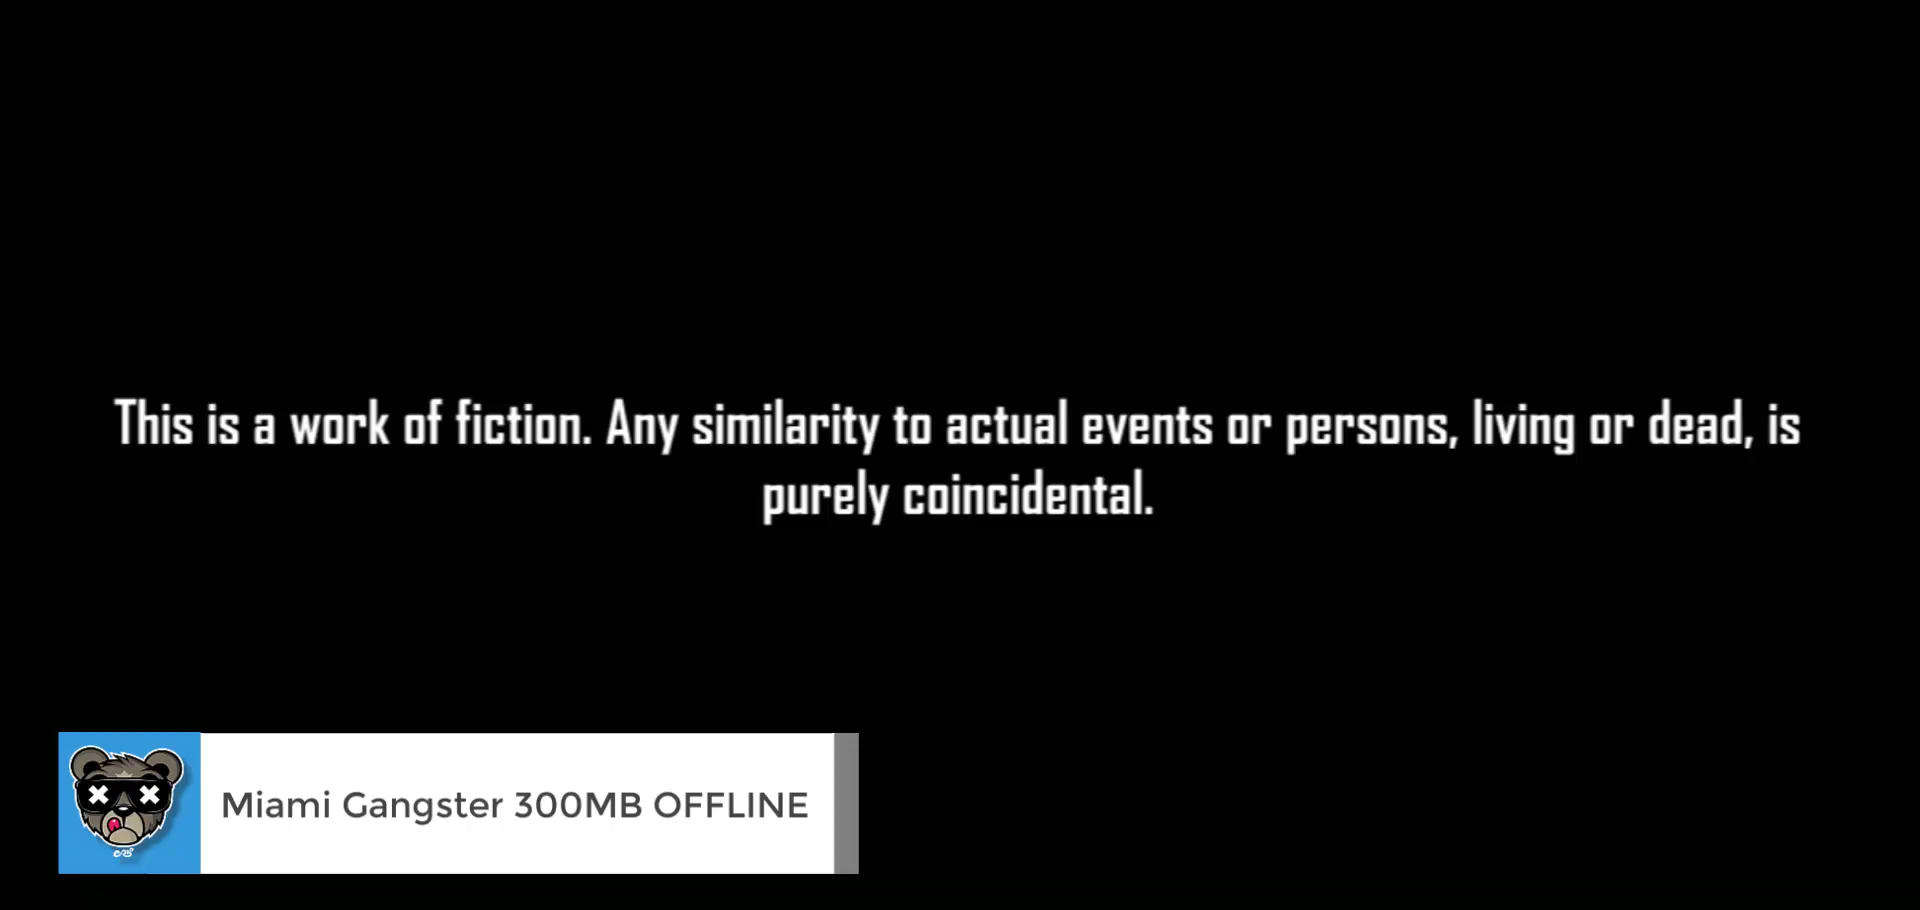 This is a work of fiction. Any similarity to actual events or persons, living or dead, is
purely coincidental.
Miami Gangster 300MB OFFLINE